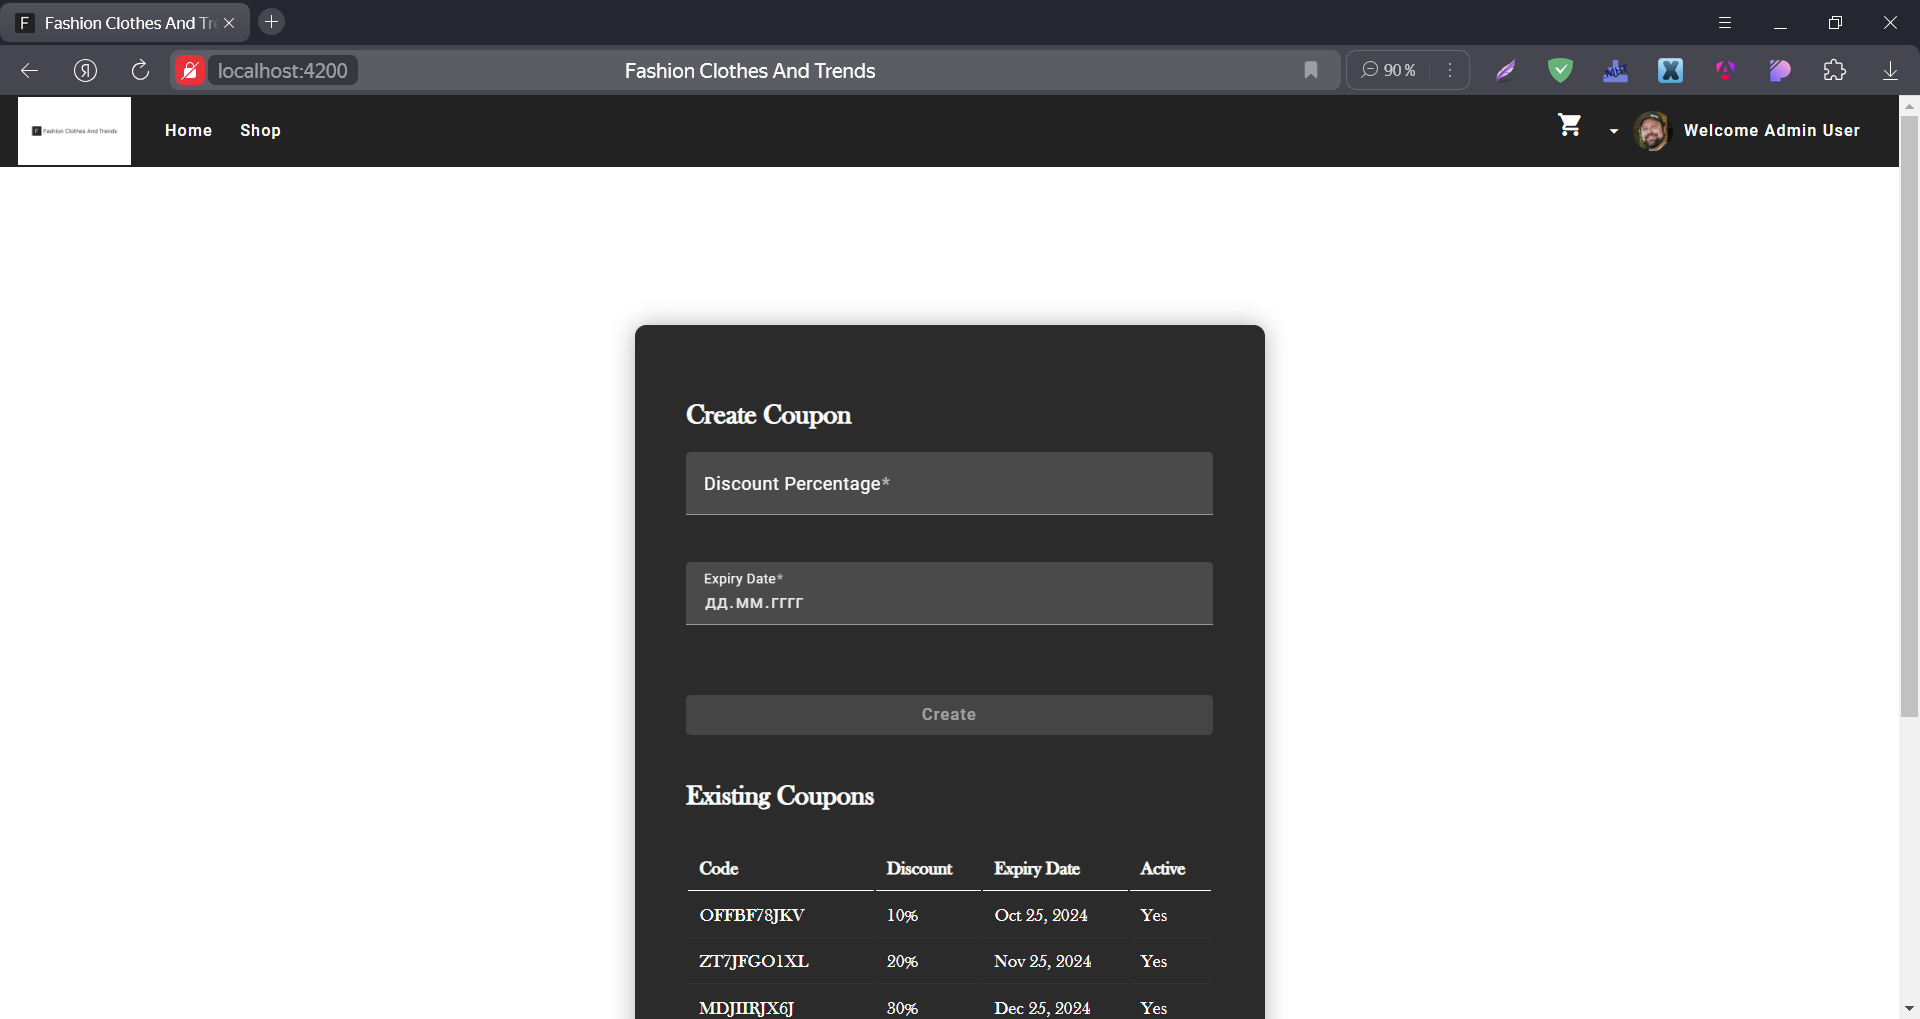 F Fashion Clothes And Tr
Я localhost:4200 Fashion Clothes And Trends 90 %
F Fashion Clothes And Trends Home Shop Welcome Admin User
Create Coupon
Discount Percentage*
Expiry Date*
ДД.ММ.ГГГГ
Create
Existing Coupons
Code Discount Expiry Date Active
OFFBF78JKV 10% Oct 25, 2024 Yes
ZT7JFGO1XL 20% Nov 25, 2024 Yes
MDJIIRJX6J 30% Dec 25, 2024 Yes